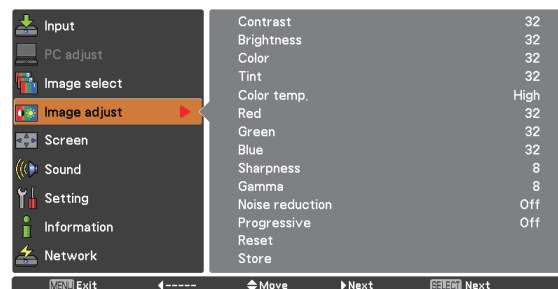 Input
PC adjust
Image select
Image adjust
Screen
Sound
Setting
Information
Network
Contrast 32
Brightness 32
Color 32
Tint 32
Color temp. High
Red 32
Green 32
Blue 32
Sharpness 8
Gamma 8
Noise reduction Off
Progressive Off
Reset
Store
MENU Exit ◀----- Move ▶Next SELECT Next